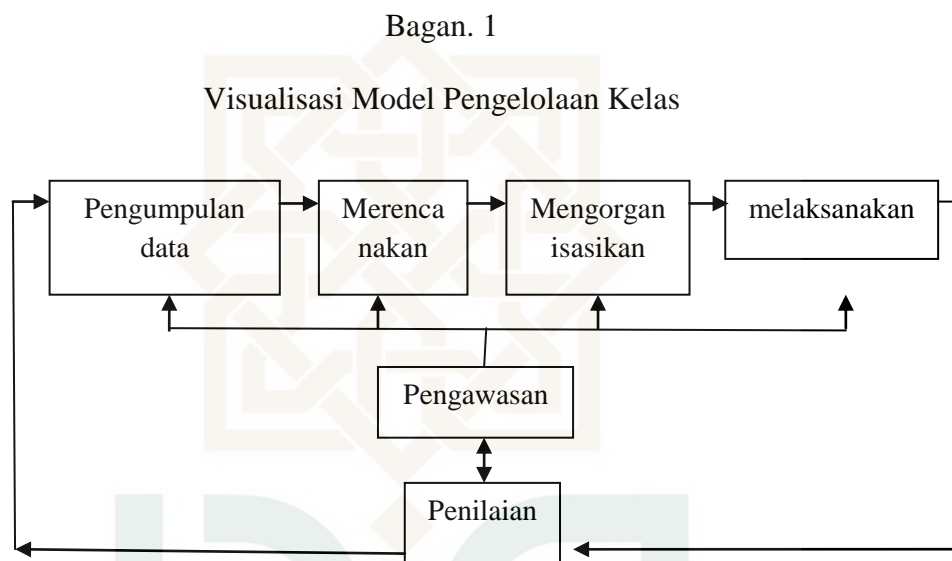 Bagan. 1
Visualisasi Model Pengelolaan Kelas
Pengumpulan
data
Merenca
nakan
Mengorgan
isasikan
melaksanakan
Pengawasan
Penilaian